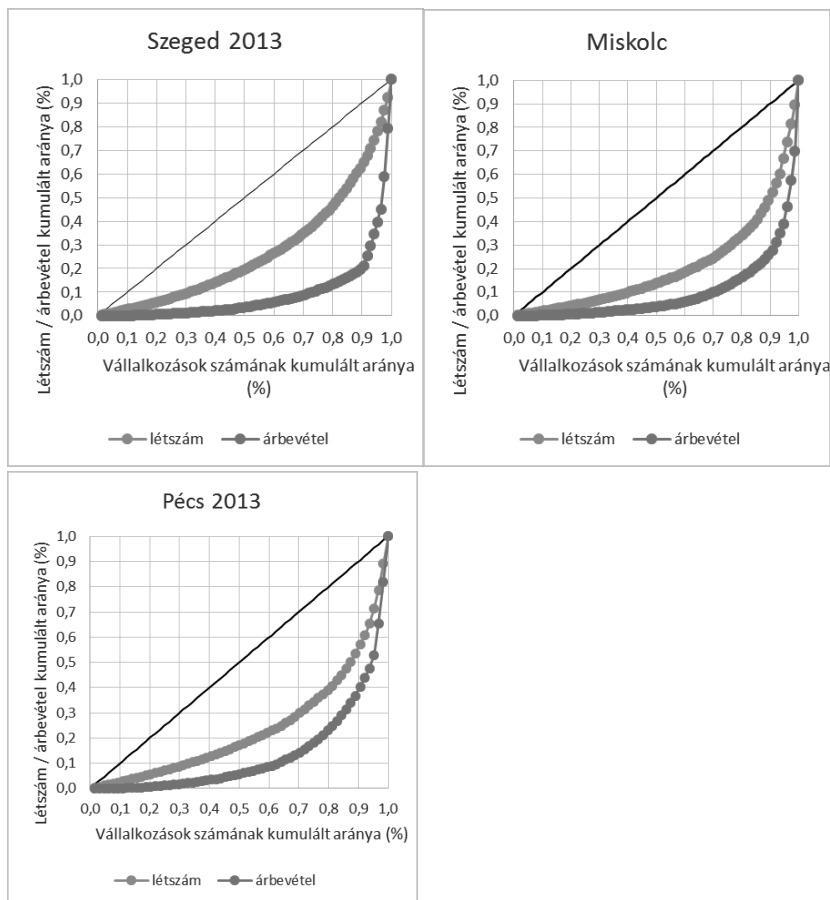 Szeged 2013
Létszám / árbevétel kumulált aránya (%)
1,0
0,9
0,8
0,7
0,6
0,5
0,4
0,3
0,2
0,1
0,0
0,0 0,1 0,2 0,3 0,4 0,5 0,6 0,7 0,8 0,9 1,0
Vállalkozások számának kumulált aránya
(%)
létszám árbevétel
Miskolc
Létszám / árbevétel kumulált aránya (%)
1,0
0,9
0,8
0,7
0,6
0,5
0,4
0,3
0,2
0,1
0,0
0,0 0,1 0,2 0,3 0,4 0,5 0,6 0,7 0,8 0,9 1,0
Vállalkozások számának kumulált aránya
(%)
létszám árbevétel
Pécs 2013
Létszám / árbevétel kumulált aránya (%)
1,0
0,9
0,8
0,7
0,6
0,5
0,4
0,3
0,2
0,1
0,0
0,0 0,1 0,2 0,3 0,4 0,5 0,6 0,7 0,8 0,9 1,0
Vállalkozások számának kumulált aránya (%)
létszám árbevétel